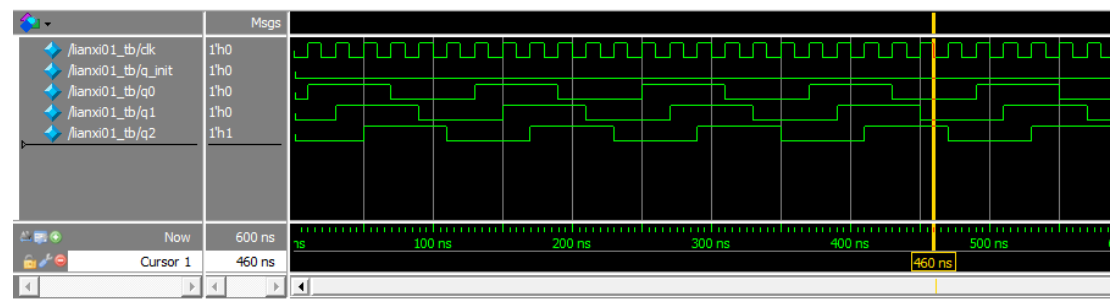 Msgs
/lianxi01_tb/clk 1'h0
/lianxi01_tb/q_init 1'h0
/lianxi01_tb/q0 1'h0
/lianxi01_tb/q1 1'h0
/lianxi01_tb/q2 1'h1
Now 600 ns ns 100 ns 200 ns 300 ns 400 ns 500 ns
Cursor 1 460 ns 460 ns